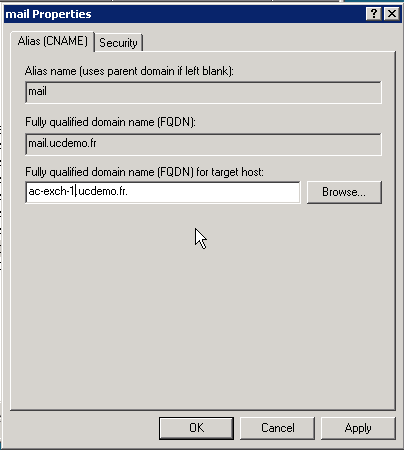 mail Properties
Alias (CNAME) Security
Alias name (uses parent domain if left blank):
mail
Fully qualified domain name (FQDN):
mail.ucdemo.fr
Fully qualified domain name (FQDN) for target host:
ac-exch-1.ucdemo.fr. Browse...
OK Cancel Apply